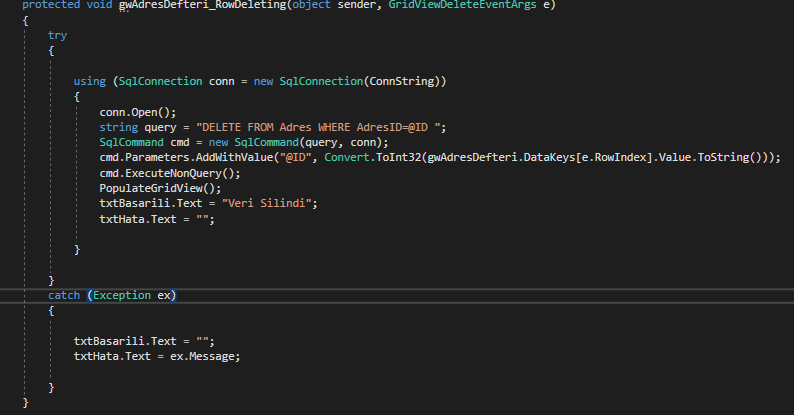 protected void gwAdresDefteri_RowDeleting(object sender, GridViewDeleteEventArgs e)
{
try
{
using (SqlConnection conn = new SqlConnection(ConnString))
{
conn.Open();
string query = "DELETE FROM Adres WHERE AdresID=@ID ";
SqlCommand cmd = new SqlCommand(query, conn);
cmd.Parameters.AddWithValue("@ID", Convert.ToInt32(gwAdresDefteri.DataKeys[e.RowIndex].Value.ToString()));
cmd.ExecuteNonQuery();
PopulateGridView();
txtBasarili.Text = "Veri Silindi";
txtHata.Text = "";
}
}
catch (Exception ex)
{
txtBasarili.Text = "";
txtHata.Text = ex.Message;
}
}